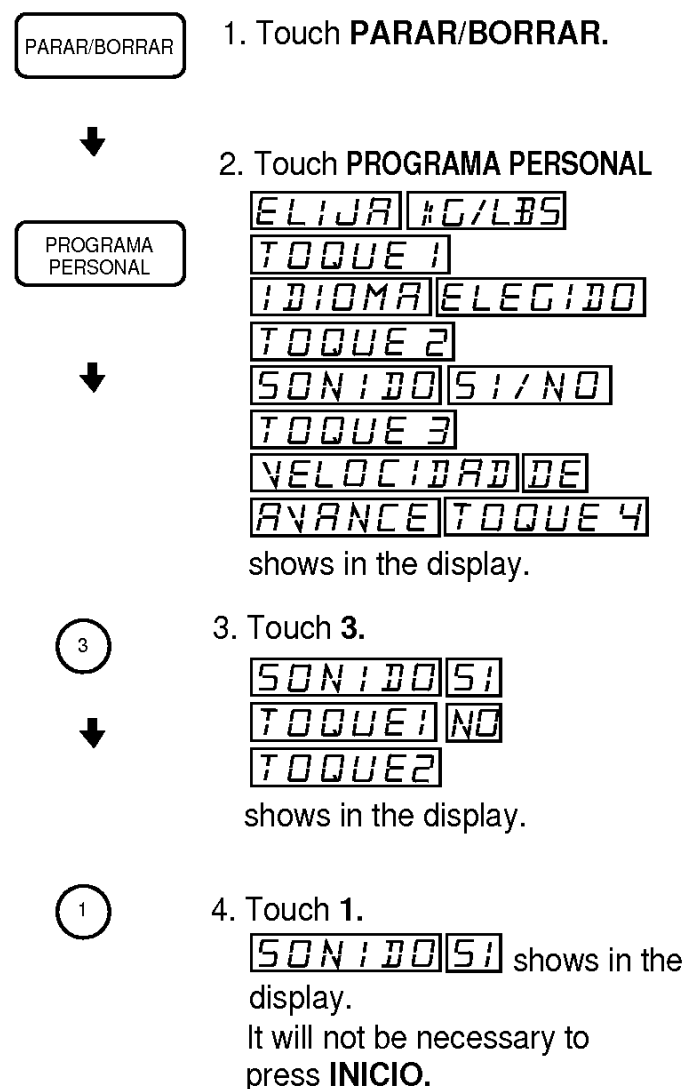 PARAR/BORRAR
1. Touch PARAR/BORRAR.
PROGRAMA
PERSONAL
2. Touch PROGRAMA PERSONAL
ELIJA KG/LBS
TOQUE 1
IDIOMA ELEGIDO
TOQUE 2
SONIDO SI/NO
TOQUE 3
VELOCIDAD DE
AVANCE TOQUE 4
shows in the display.
3
3. Touch 3.
SONIDO SI
TOQUE1 NO
TOQUE2
shows in the display.
1
4. Touch 1.
SONIDO SI shows in the
display.
It will not be necessary to
press INICIO.